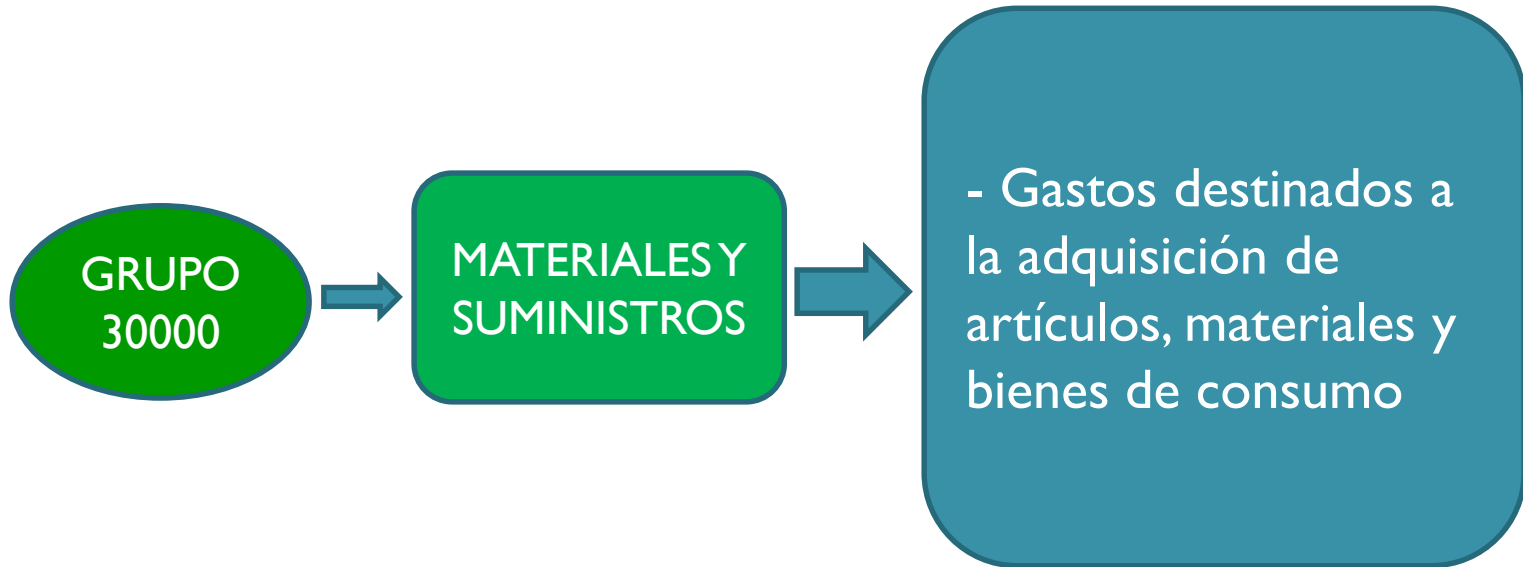 GRUPO
30000
MATERIALES Y
SUMINISTROS
- Gastos destinados a
la adquisición de
artículos, materiales y
bienes de consumo